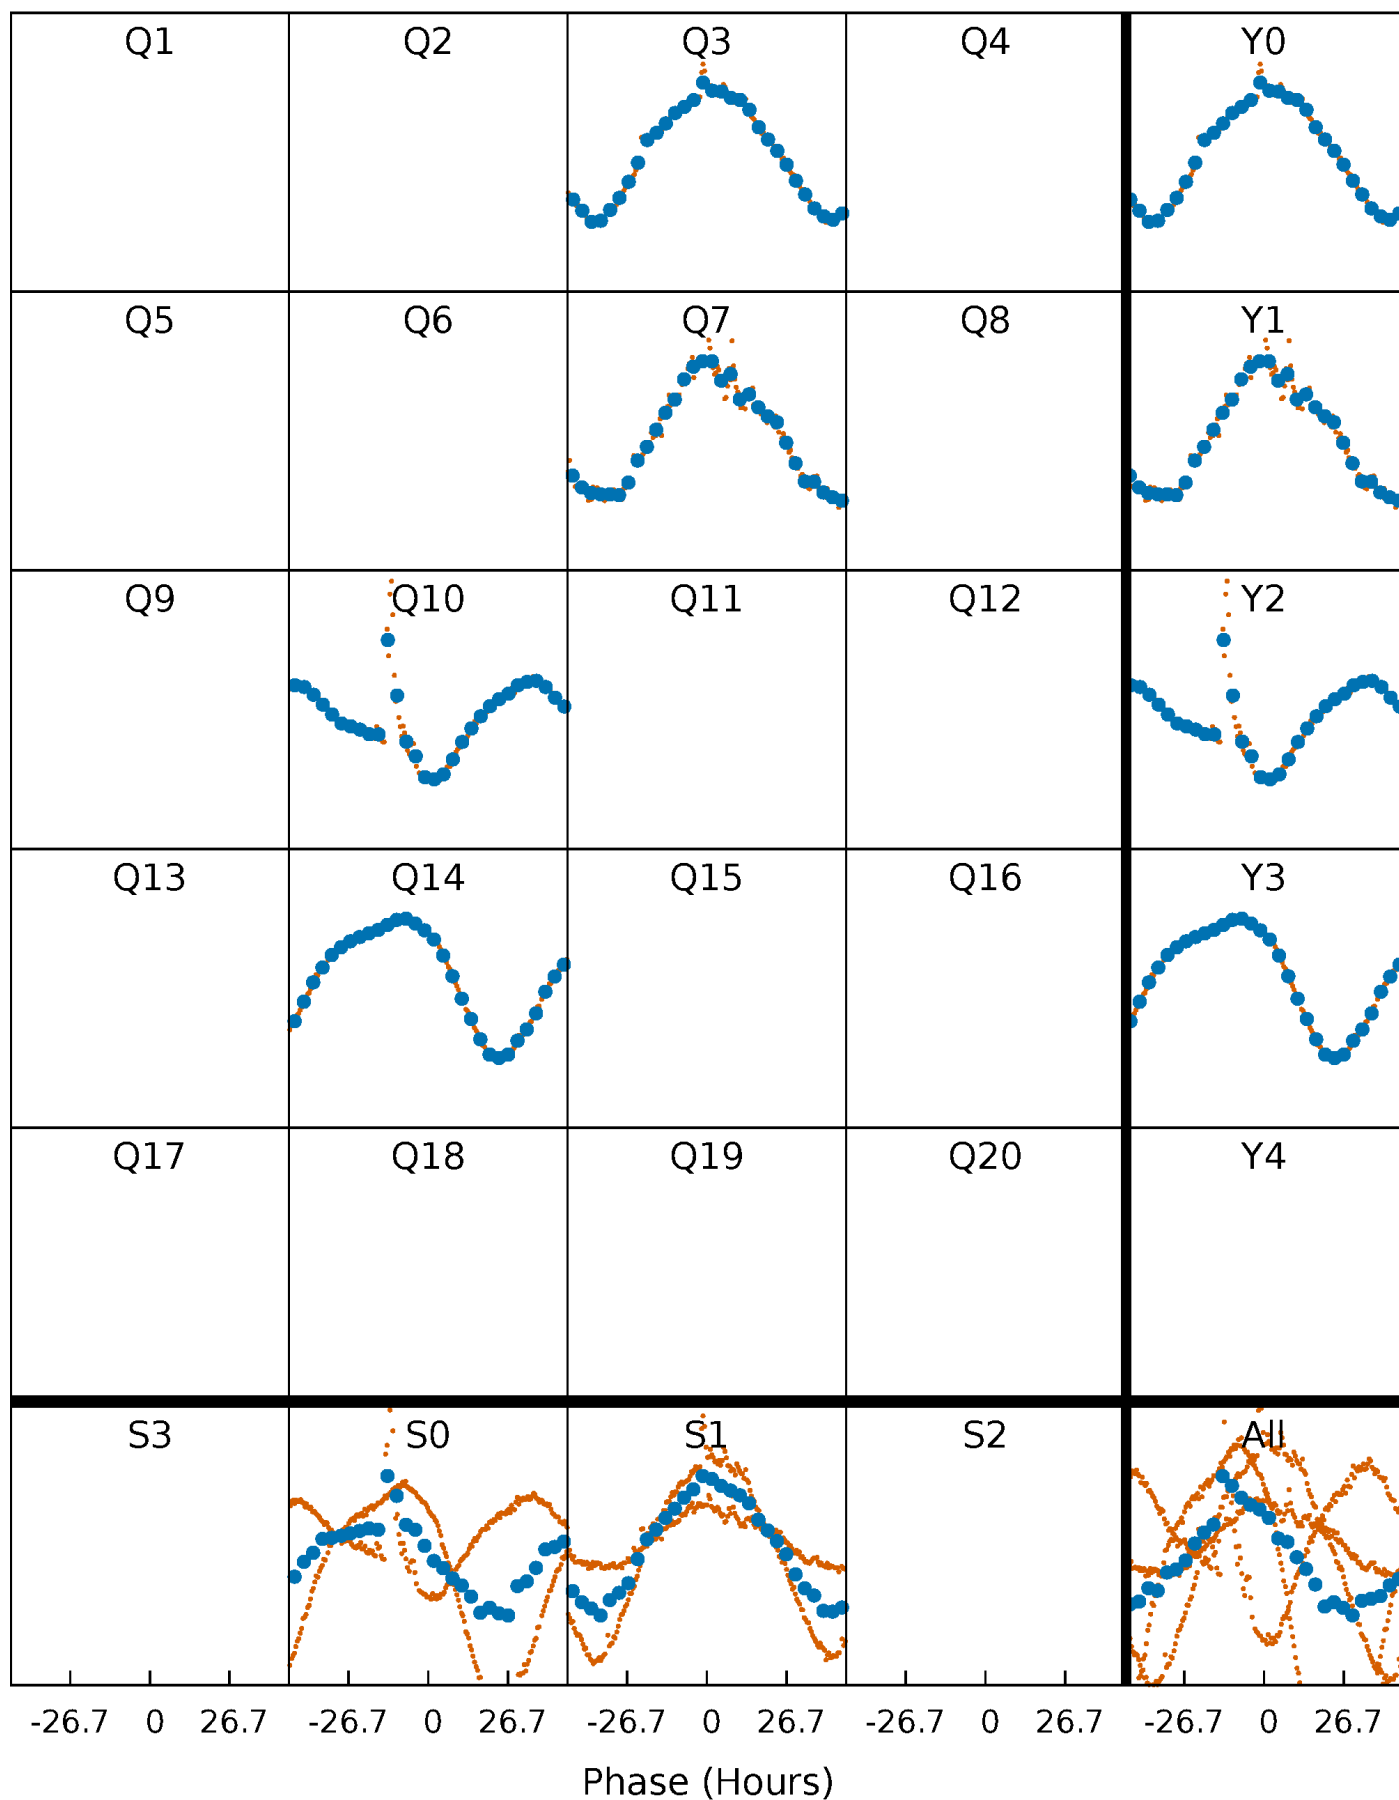 Q1 Q2 Q3 Q4 Y0
Q5 Q6 Q7 Q8 Y1
Q9 Q10 Q11 Q12 Y2
Q13 Q14 Q15 Q16 Y3
Q17 Q18 Q19 Q20 Y4
S3 S0 S1 S2 All
-26.7 0 26.7 -26.7 0 26.7 -26.7 0 26.7 -26.7 0 26.7 -26.7 0 26.7
Phase (Hours)